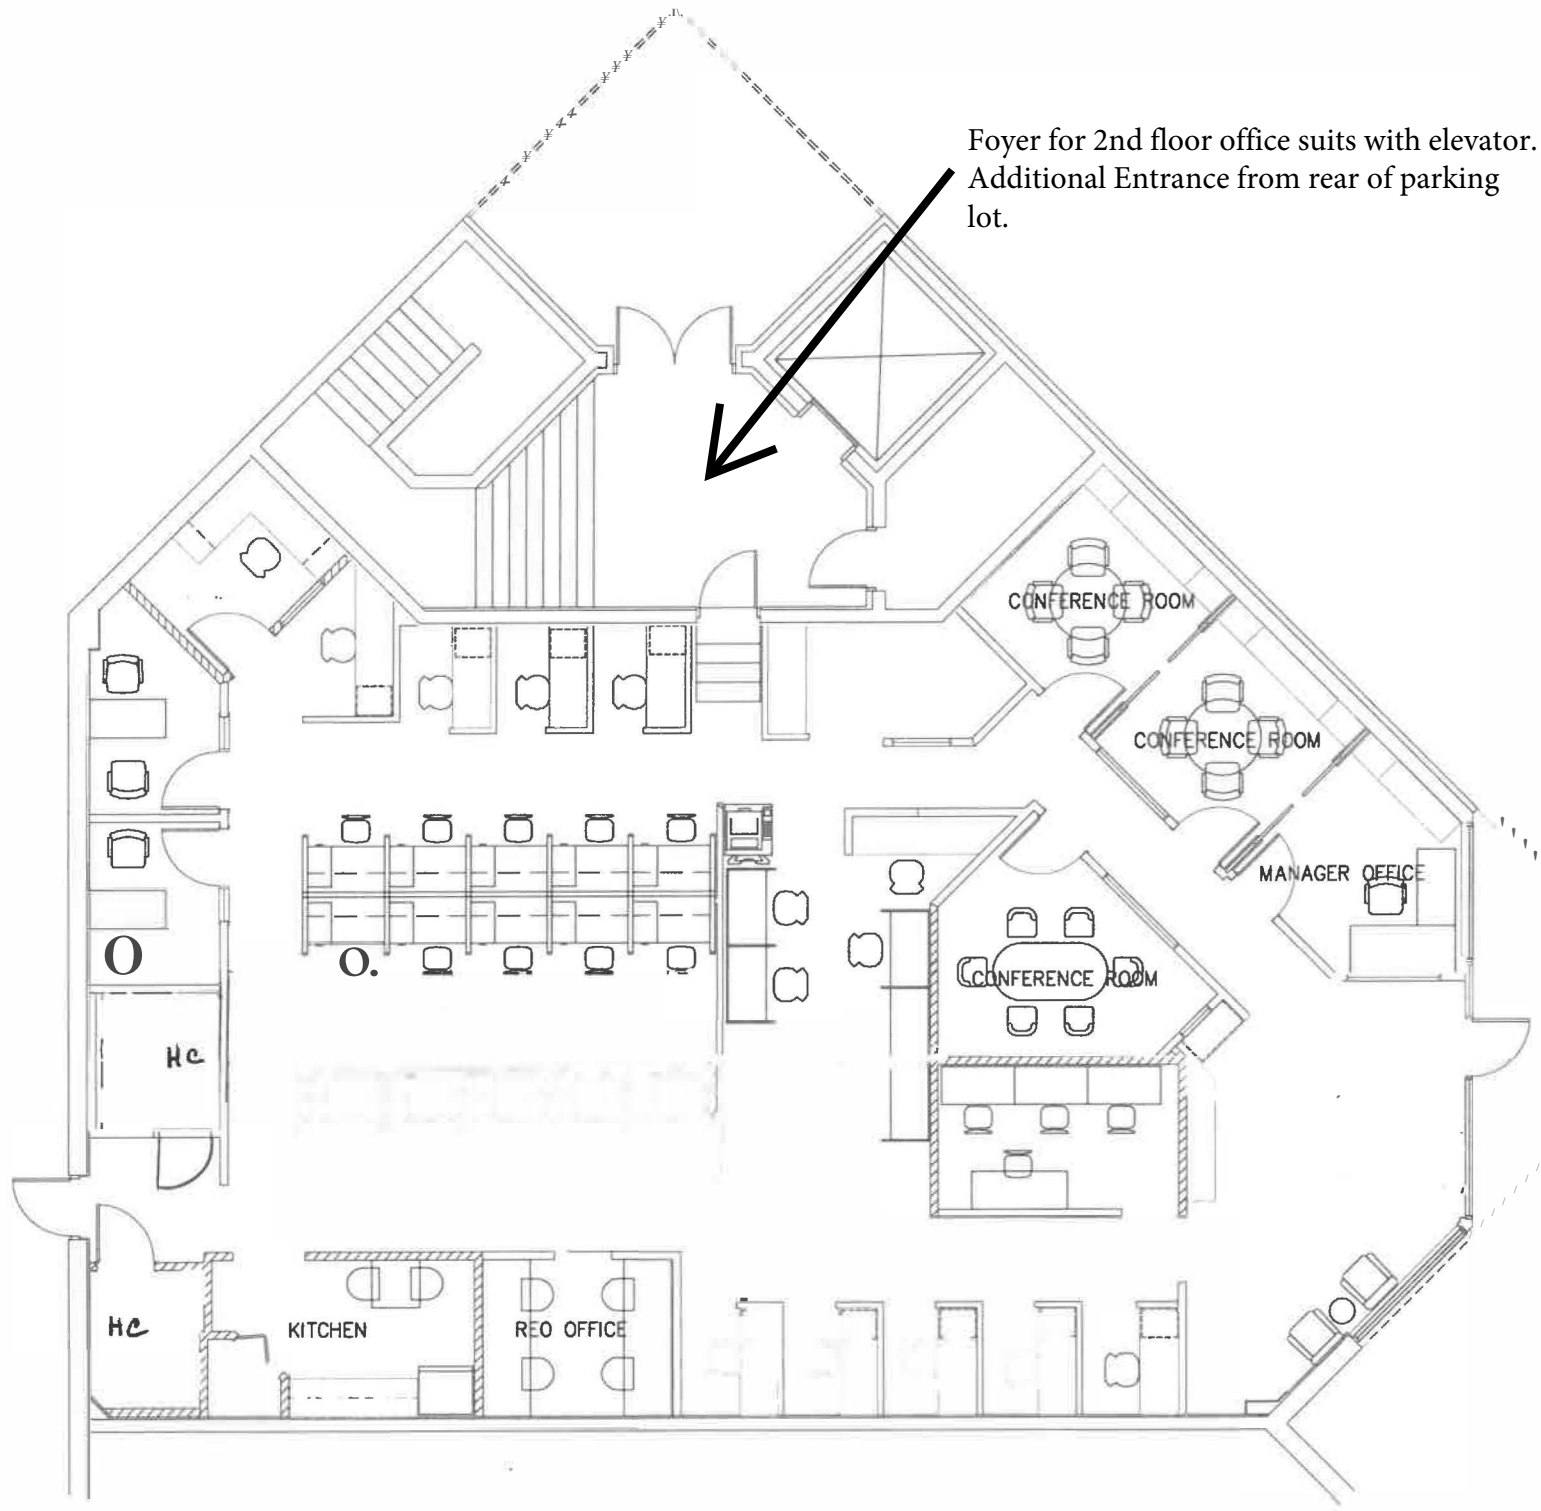 Foyer for 2nd floor office suits with elevator.
Additional Entrance from rear of parking
lot.
CONFERENCE ROOM
CONFERENCE ROOM
MANAGER OFFICE
CONFERENCE ROOM
O
O.
HC
HC
KITCHEN
REO OFFICE